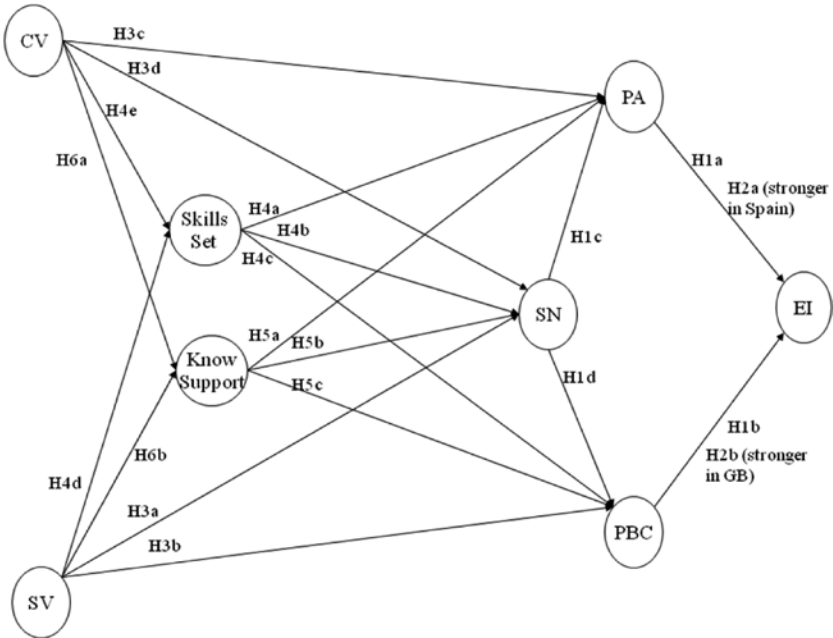 CV
H3c
H3d
PA
H4e
H6a
H1a
H2a (stronger
in Spain)
Skills
Set
H4a
H4b
H4c
H1c
SN
EI
Know
Support
H5a
H5b
H5c
H1d
H1b
H2b (stronger
in GB)
H6b
H4d
H3a
H3b
PBC
SV